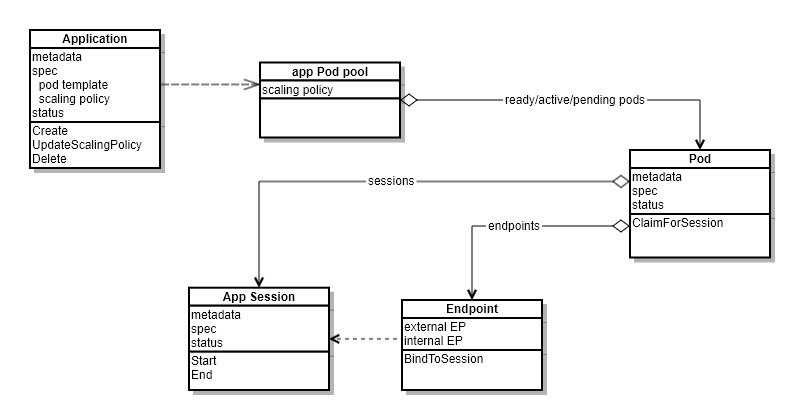 Application
metadata
spec
pod template
scaling policy
status
Create
UpdateScalingPolicy
Delete
app Pod pool
scaling policy
ready/active/pending pods
Pod
metadata
spec
status
ClaimForSession
sessions
endpoints
App Session
metadata
spec
status
Start
End
Endpoint
external EP
internal EP
BindToSession